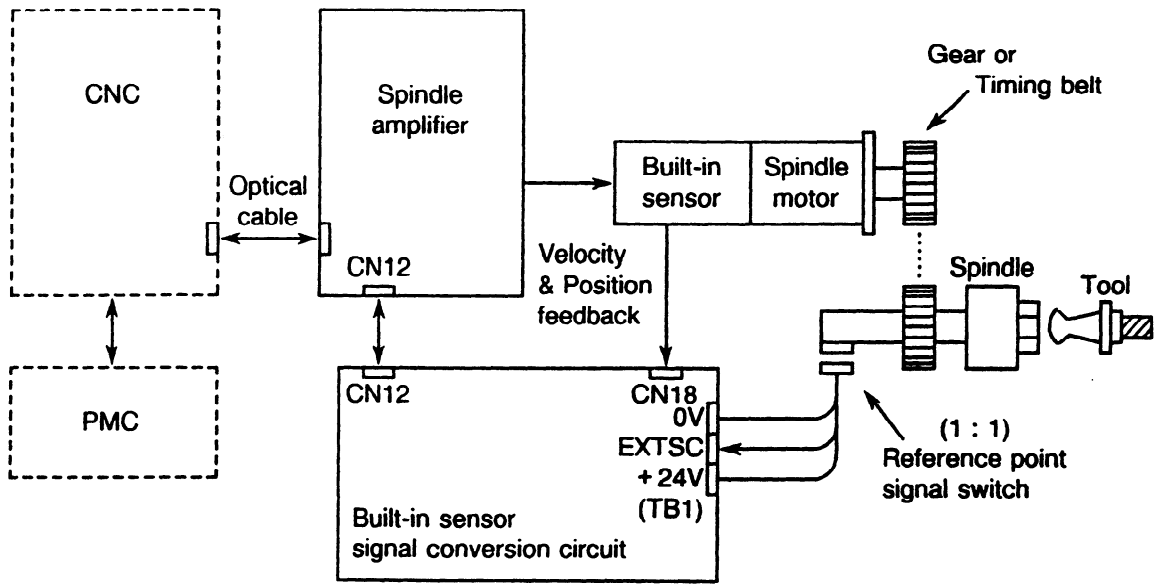 CNC
Spindle
amplifier
Gear or
Timing belt
Built-in
sensor
Spindle
motor
Optical
cable
CN12
Velocity
& Position
feedback
Spindle
Tool
PMC
CN12
CN18
0V
EXTSC
+24V
(TB1)
(1 : 1)
Reference point
signal switch
Built-in sensor
signal conversion circuit